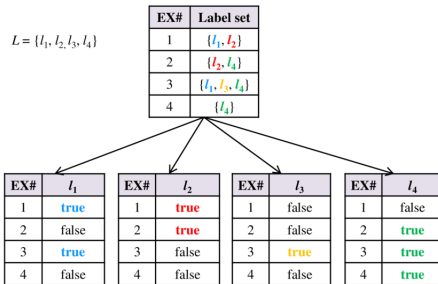 EX# Label set
L = {l₁, l₂, l₃, l₄}
1 {l₁, l₂}
2 {l₂, l₄}
3 {l₁, l₃, l₄}
4 {l₄}
EX# l₁ EX# l₂ EX# l₃ EX# l₄
1 true 1 true 1 false 1 false
2 false 2 true 2 false 2 true
3 true 3 false 3 true 3 true
4 false 4 false 4 false 4 true